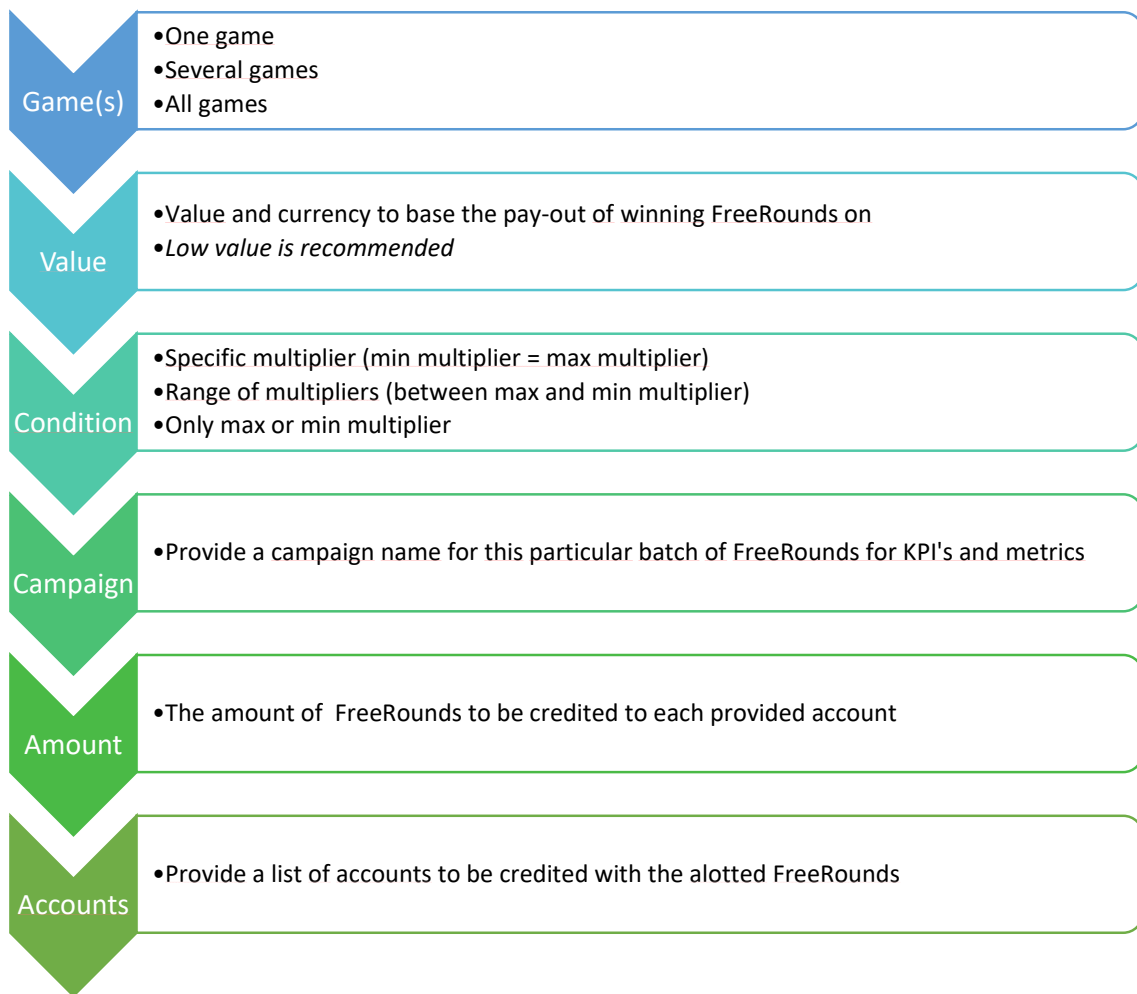 Game(s)
•One game
•Several games
•All games
Value
•Value and currency to base the pay-out of winning FreeRounds on
•Low value is recommended
Condition
•Specific multiplier (min multiplier = max multiplier)
•Range of multipliers (between max and min multiplier)
•Only max or min multiplier
Campaign
•Provide a campaign name for this particular batch of FreeRounds for KPI's and metrics
Amount
•The amount of  FreeRounds to be credited to each provided account
Accounts
•Provide a list of accounts to be credited with the alotted FreeRounds